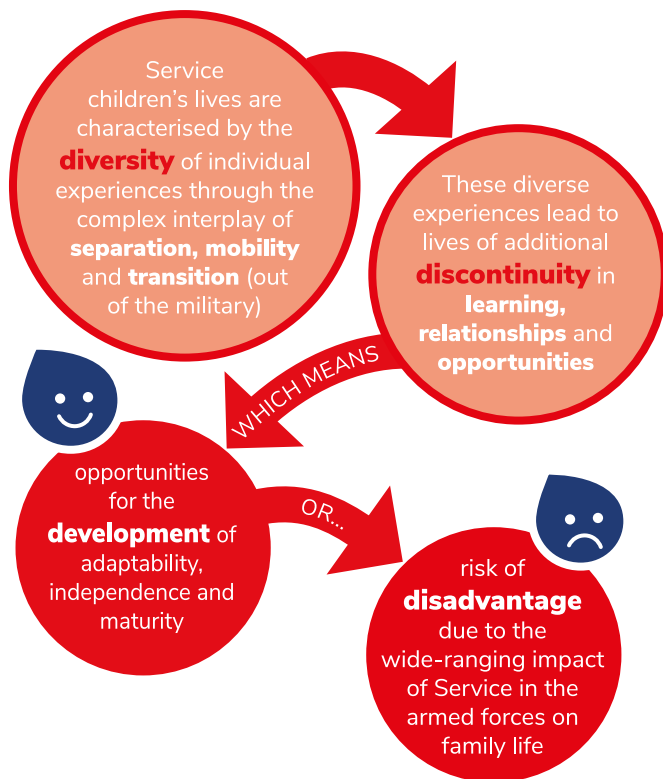 Service
children’s lives are
characterised by the
diversity of individual
experiences through the
complex interplay of
separation, mobility
and transition (out
of the military)
These diverse
experiences lead to
lives of additional
discontinuity in
learning,
relationships and
opportunities
WHICH MEANS
opportunities
for the
development of
adaptability,
independence and
maturity
OR...
risk of
disadvantage
due to the
wide-ranging impact
of Service in the
armed forces on
family life